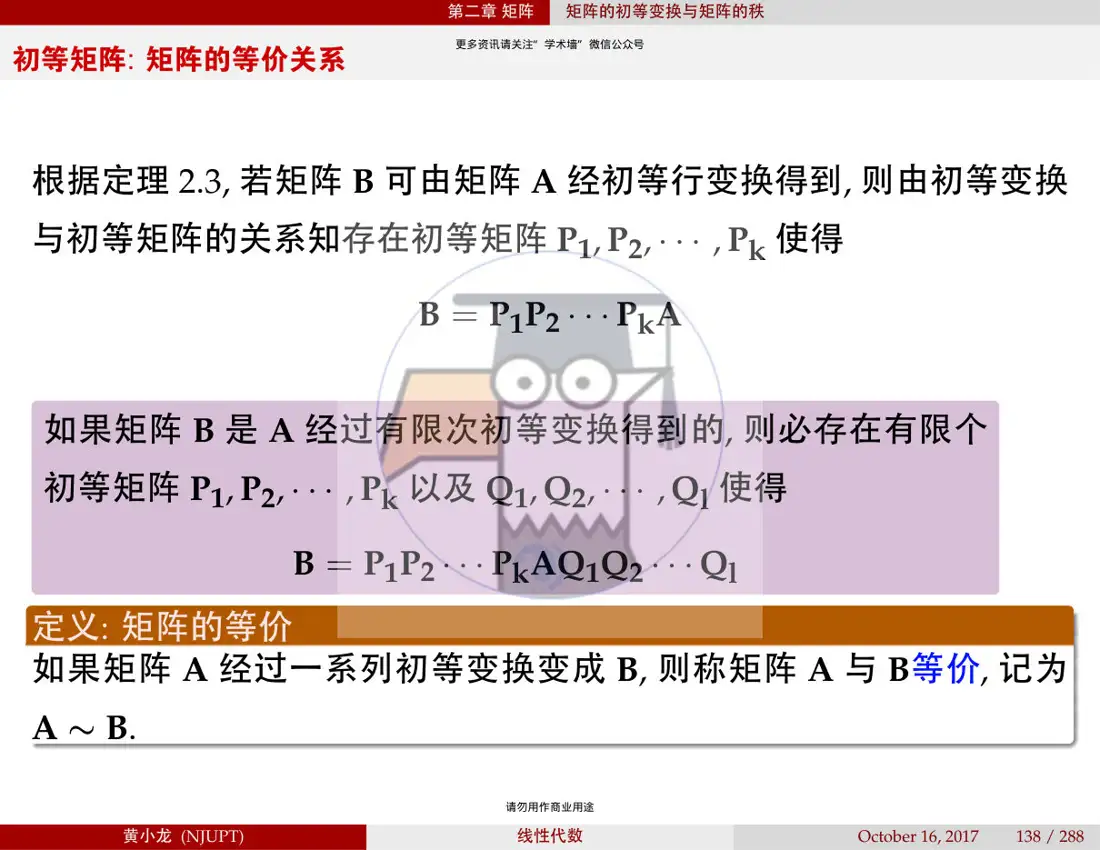 第二章 矩阵 矩阵的初等变换与矩阵的秩
更多资讯请关注“学术墙”微信公众号
初等矩阵: 矩阵的等价关系
根据定理 2.3, 若矩阵 B 可由矩阵 A 经初等行变换得到, 则由初等变换
与初等矩阵的关系知存在初等矩阵 P₁, P₂, ⋯ , Pₖ 使得
B = P₁P₂ ⋯ PₖA
如果矩阵 B 是 A 经过有限次初等变换得到的, 则必存在有限个
初等矩阵 P₁, P₂, ⋯ , Pₖ 以及 Q₁, Q₂, ⋯ , Qₗ 使得
B = P₁P₂ ⋯ PₖAQ₁Q₂ ⋯ Qₗ
定义: 矩阵的等价
如果矩阵 A 经过一系列初等变换变成 B, 则称矩阵 A 与 B等价, 记为
A ∼ B.
请勿用作商业用途
黄小龙 (NJUPT) 线性代数 October 16, 2017 138 / 288